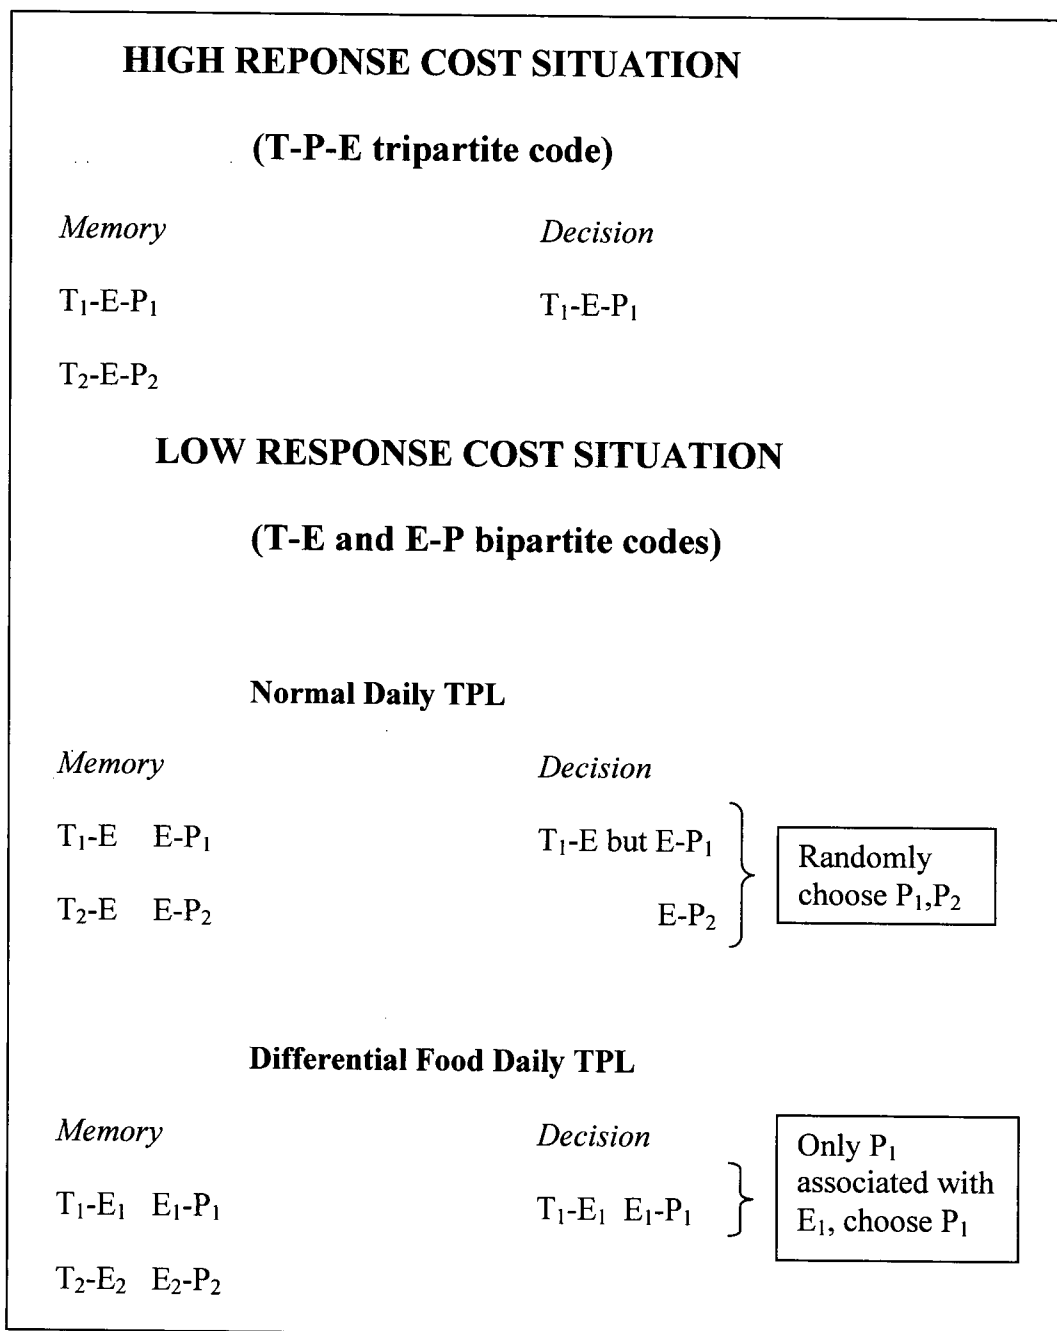 HIGH REPONSE COST SITUATION
(T-P-E tripartite code)
Memory Decision
T₁-E-P₁ T₁-E-P₁
T₂-E-P₂
LOW RESPONSE COST SITUATION
(T-E and E-P bipartite codes)
Normal Daily TPL
Memory Decision
T₁-E E-P₁ T₁-E but E-P₁
T₂-E E-P₂ E-P₂
Randomly
choose P₁,P₂
Differential Food Daily TPL
Memory Decision
T₁-E₁ E₁-P₁ T₁-E₁ E₁-P₁
T₂-E₂ E₂-P₂
Only P₁
associated with
E₁, choose P₁